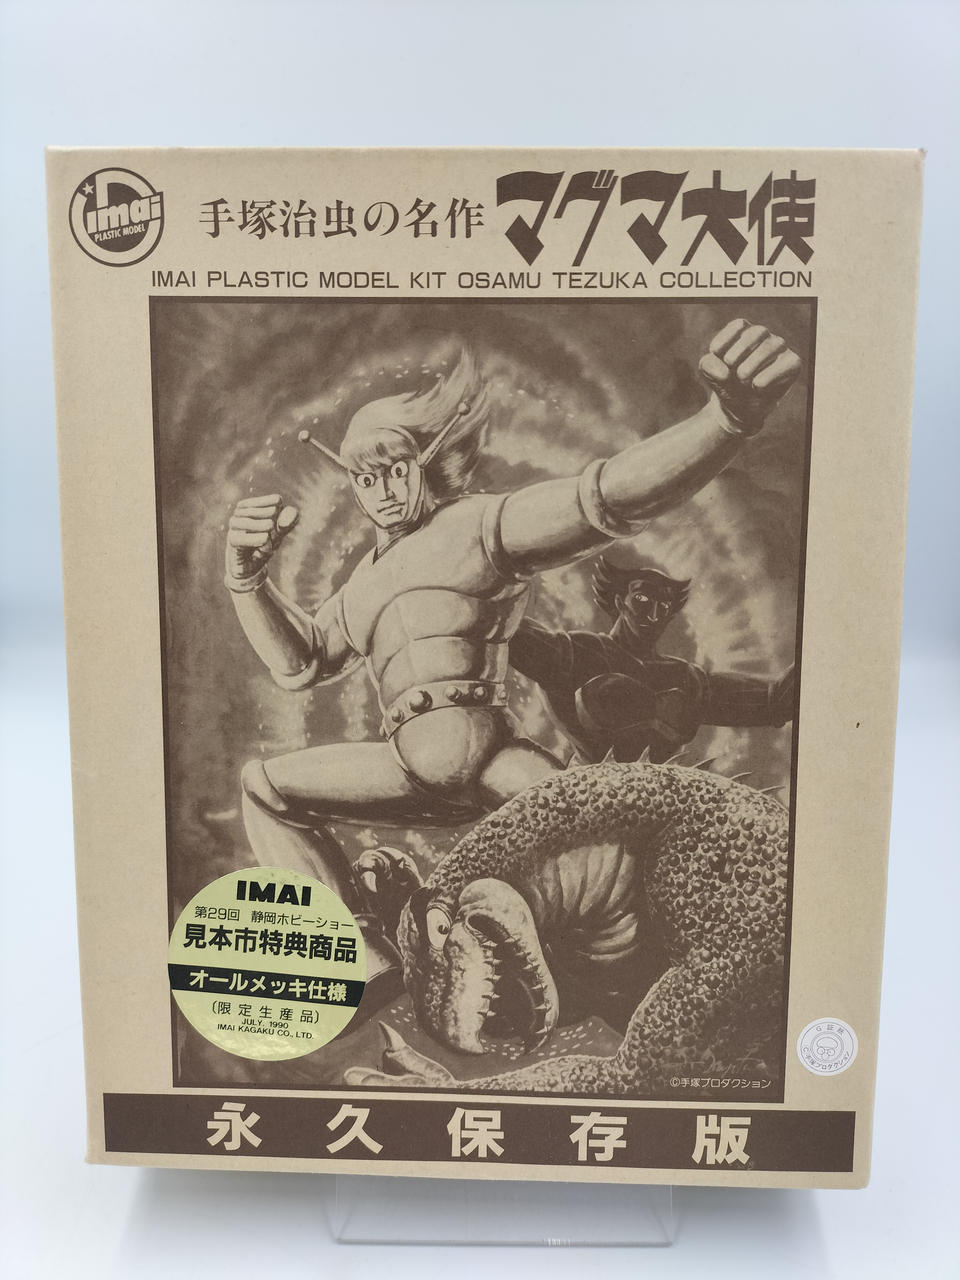 imai
PLASTIC MODEL
手塚治虫の名作 マグマ大使
IMAI PLASTIC MODEL KIT OSAMU TEZUKA COLLECTION
IMAI
第29回 静岡ホビーショー
見本市特典商品
オールメッキ仕様
〔限定生産品〕
JULY. 1990
IMAI KAGAKU CO., LTD.
©手塚プロダクション
永久保存版